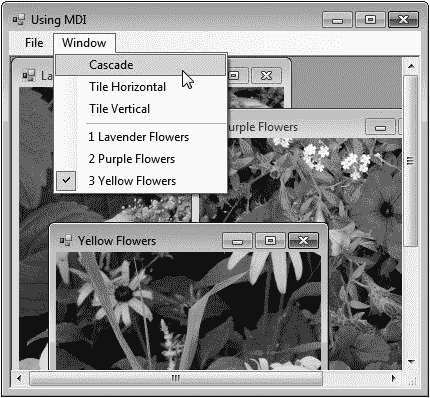 Using MDI
File Window
Cascade
Tile Horizontal
Tile Vertical
1 Lavender Flowers
2 Purple Flowers
3 Yellow Flowers
La
urple Flowers
Yellow Flowers